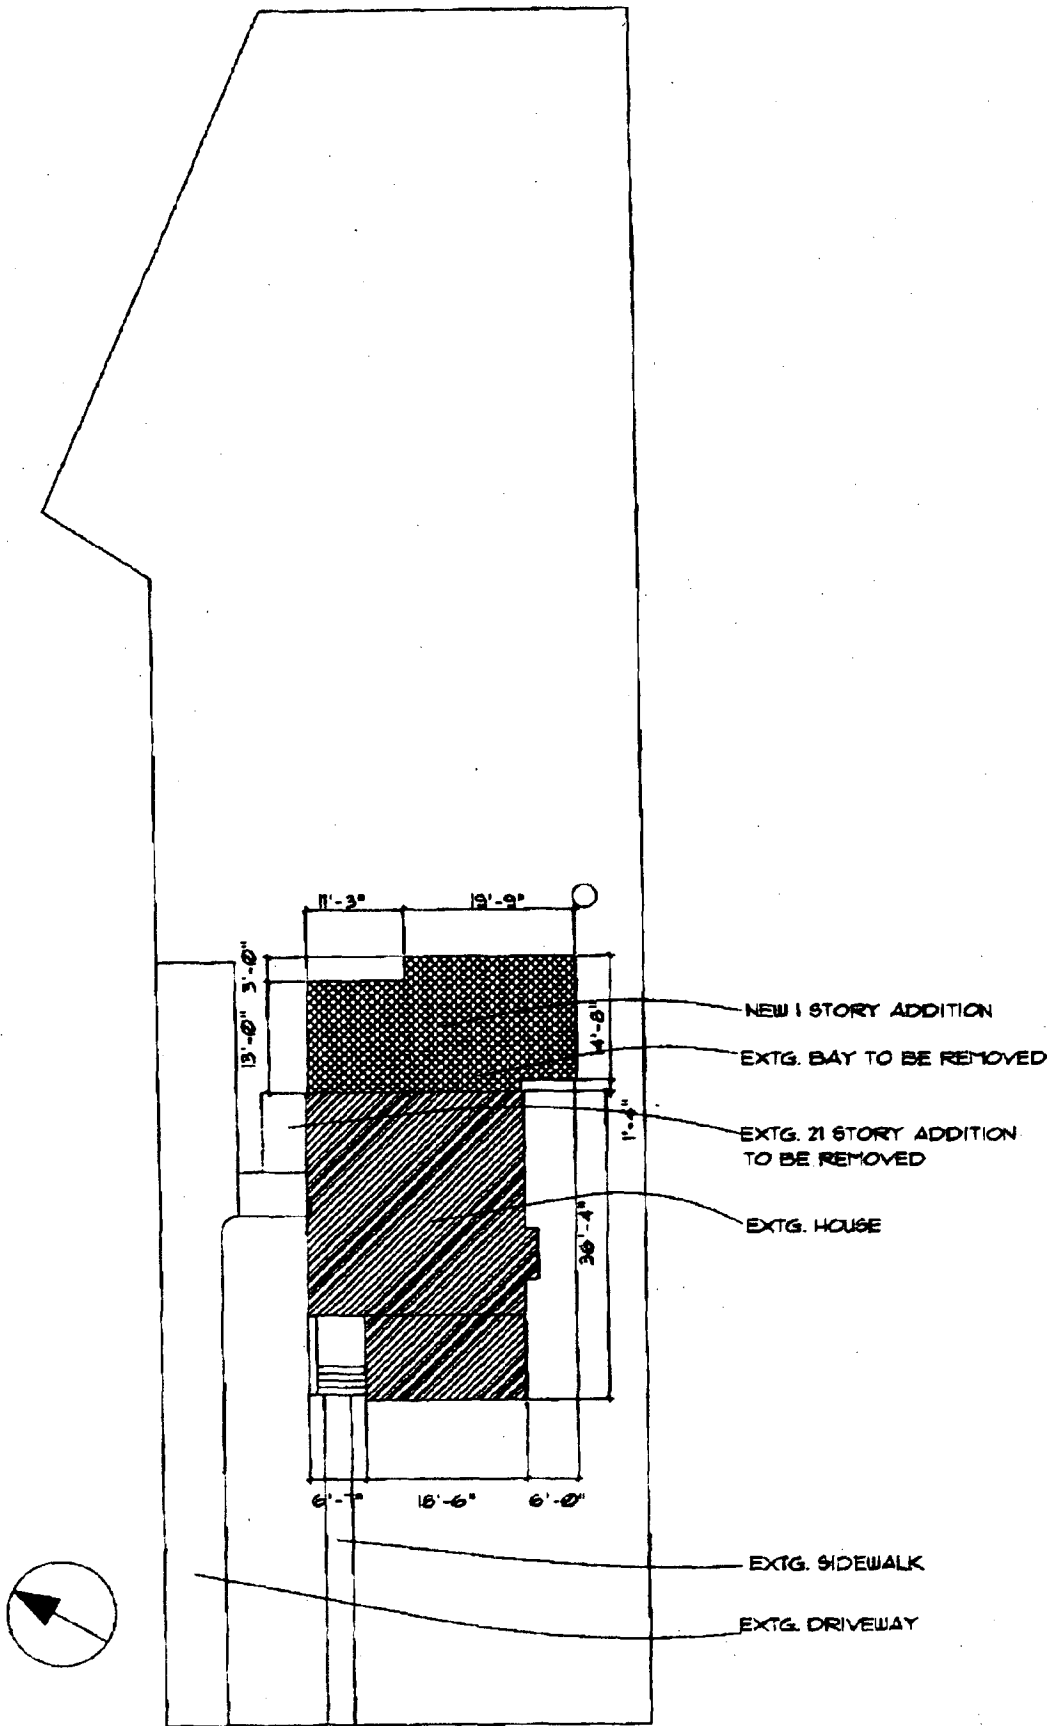 11'-3" 19'-9"
3'-0"
13'-0"
14'-8"
1'-4"
36'-4"
6'-7" 18'-6" 6'-0"
NEW 1 STORY ADDITION
EXTG. BAY TO BE REMOVED
EXTG. 21 STORY ADDITION
TO BE REMOVED
EXTG. HOUSE
EXTG. SIDEWALK
EXTG. DRIVEWAY